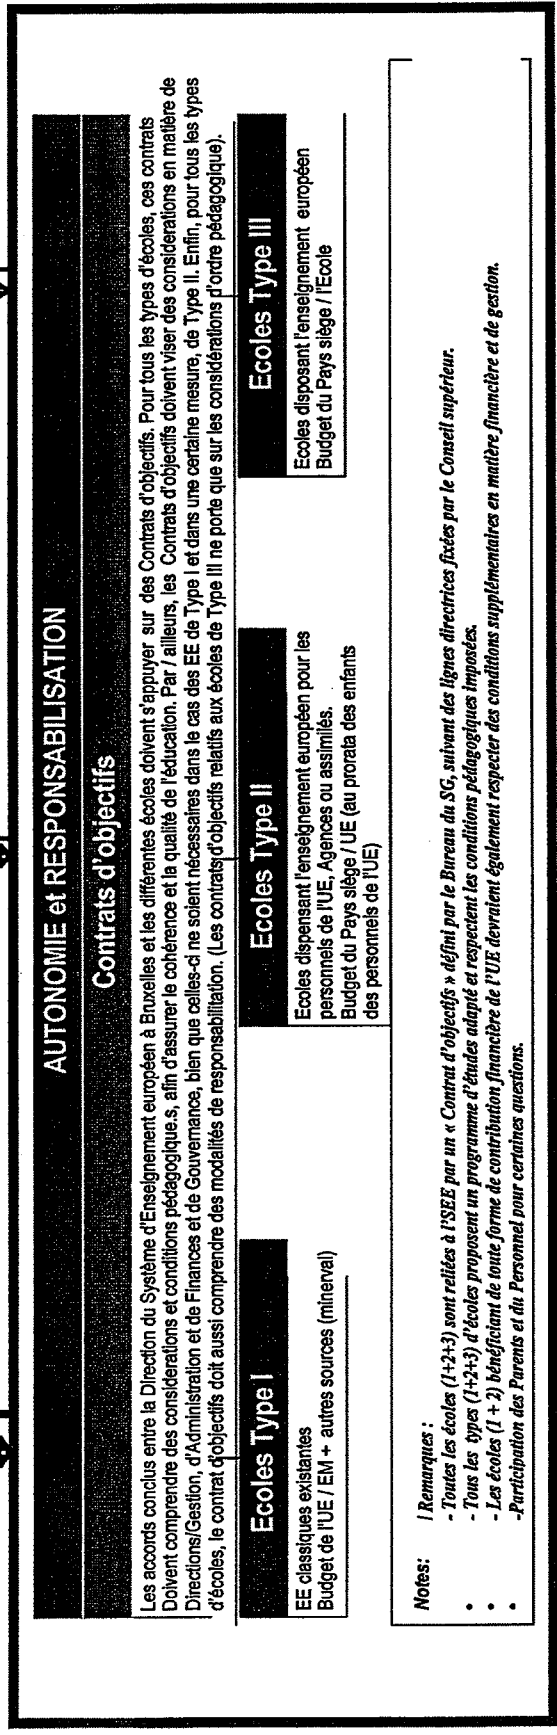 AUTONOMIE et RESPONSABILISATION
Contrats d'objectifs
Les accords conclus entre la Direction du Système d'Enseignement européen à Bruxelles et les différentes écoles doivent s'appuyer sur des Contrats d'objectifs. Pour tous les types d'écoles, ces contrats
Doivent comprendre des considerations et conditions pédagogique.s, afin d'assurer le cohérence et la qualité de l'éducation. Par / ailleurs, les Contrats d'objectifs doivent viser des considerations en matière de
Directions/Gestion, d'Administration et de Finances et de Gouvernance, bien que celles-ci ne soient nécessaires dans le cas des EE de Type I et dans une certaine mesure, de Type II. Enfin, pour tous les types
d'écoles, le contrat d'objectifs doit aussi comprendre des modalités de responsabilitation. (Les contrats d'objectifs relatifs aux écoles de Type III ne porte que sur les considérations d'ordre pédagogique).
Ecoles Type I
EE classiques existantes
Budget de l'UE / EM + autres sources (minerval)
Ecoles Type II
Ecoles dispensant l'enseignement européen pour les
personnels de l'UE, Agences ou assimilés.
Budget du Pays siège / UE (au prorata des enfants
des personnels de l'UE)
Ecoles Type III
Ecoles disposant l'enseignement européen
Budget du Pays siège / l'Ecole
Notes: | Remarques :
- Toutes les écoles (1+2+3) sont reliées à l'SEE par un « Contrat d'objectifs » défini par le Bureau du SG, suivant des lignes directrices fixées par le Conseil supérieur.
• - Tous les types (1+2+3) d'écoles proposent un programme d'études adapté et respectent les conditions pédagogiques imposées.
• - Les écoles (1 + 2) bénéficiant de toute forme de contribution financière de l'UE devraient également respecter des conditions supplémentaires en matière financière et de gestion.
• -Participation des Parents et du Personnel pour certaines questions.